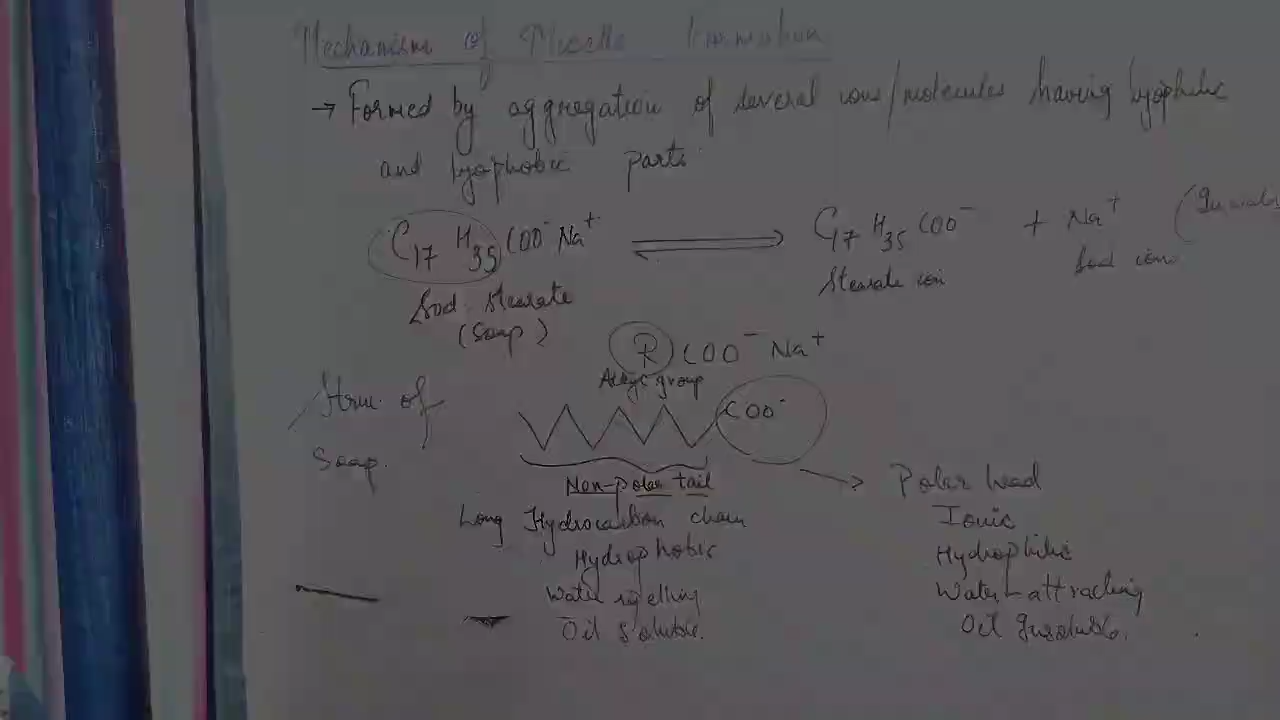 Mechanism of Micelle Formation
→ Formed by aggregation of several ions/molecules having lyophilic
and lyophobic parts
C17 H35 COO⁻ Na⁺ ⇌ C17 H35 COO⁻ + Na⁺
Sod. Stearate Stearate ion Sod ion
(Soap)
R COO⁻ Na⁺
Alkyl group
Struc. of COO⁻
Soap.
Non-polar tail Polar head
Long Hydrocarbon chain Ionic
Hydrophobic Hydrophilic
Water repelling Water-attracting
Oil Soluble. Oil Insoluble.